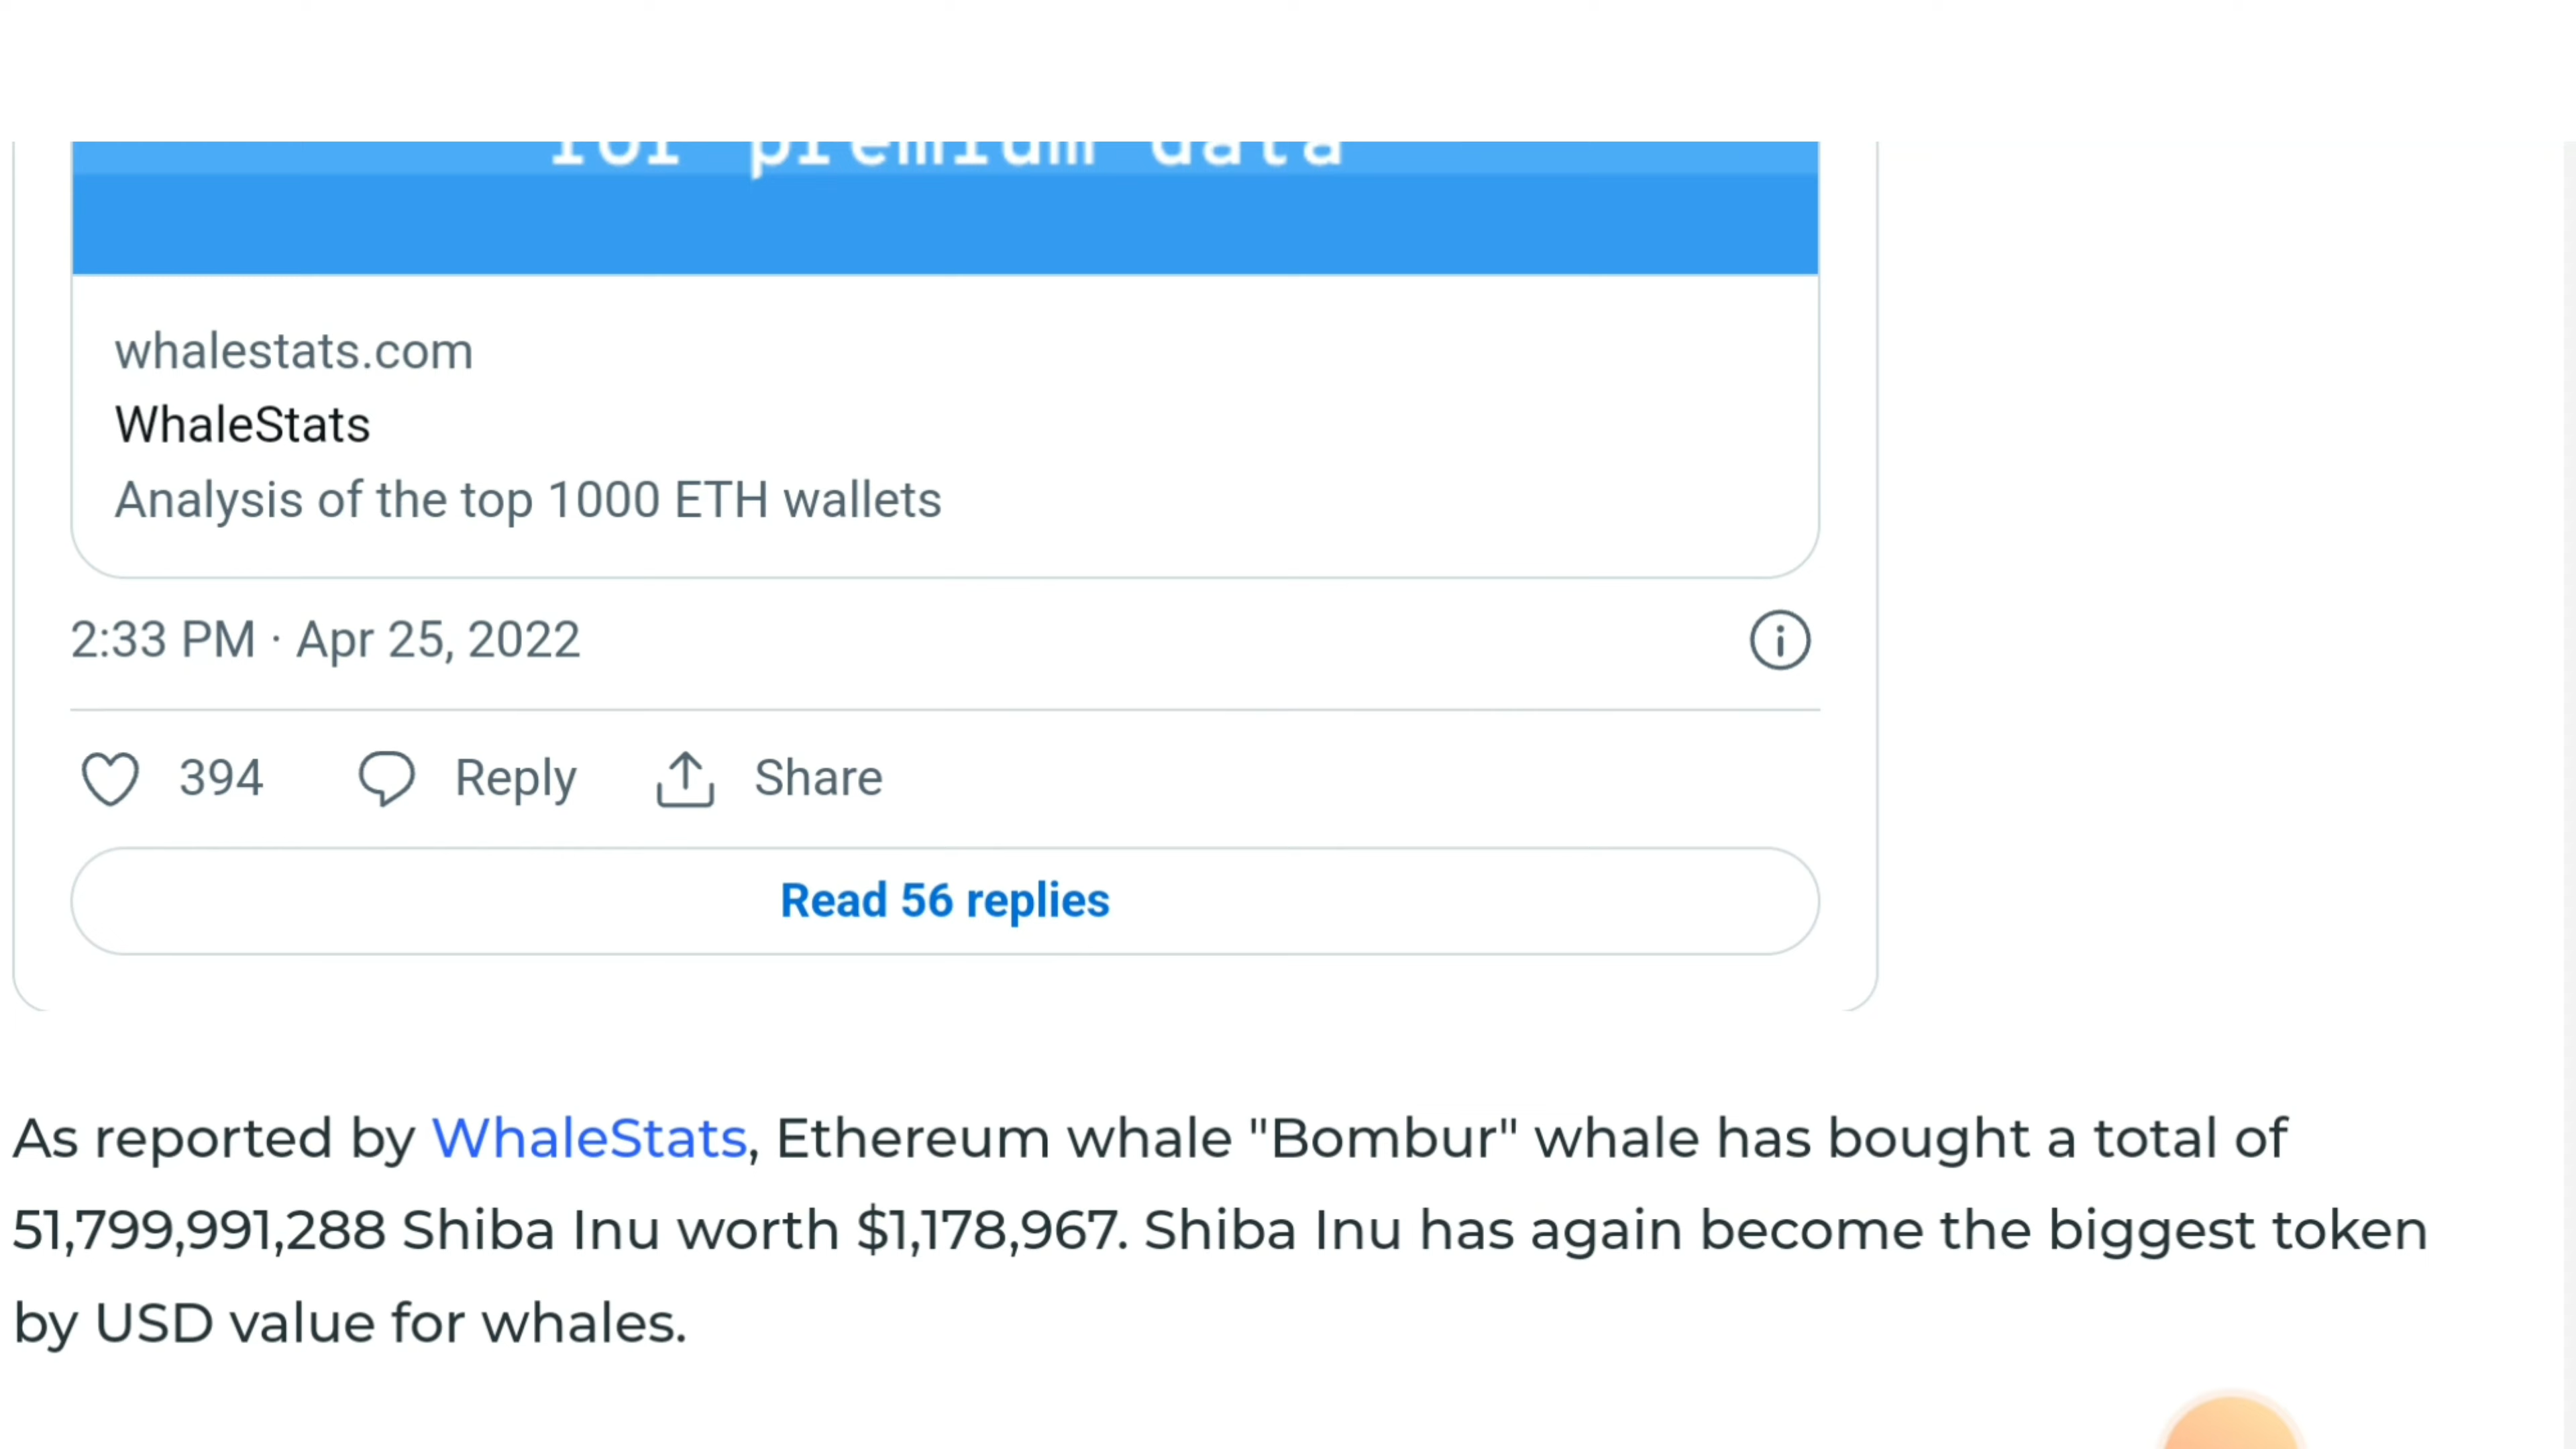 for premium data
whalestats.com
WhaleStats
Analysis of the top 1000 ETH wallets
2:33 PM · Apr 25, 2022
394 Reply Share
Read 56 replies
As reported by WhaleStats, Ethereum whale "Bombur" whale has bought a total of
51,799,991,288 Shiba Inu worth $1,178,967. Shiba Inu has again become the biggest token
by USD value for whales.